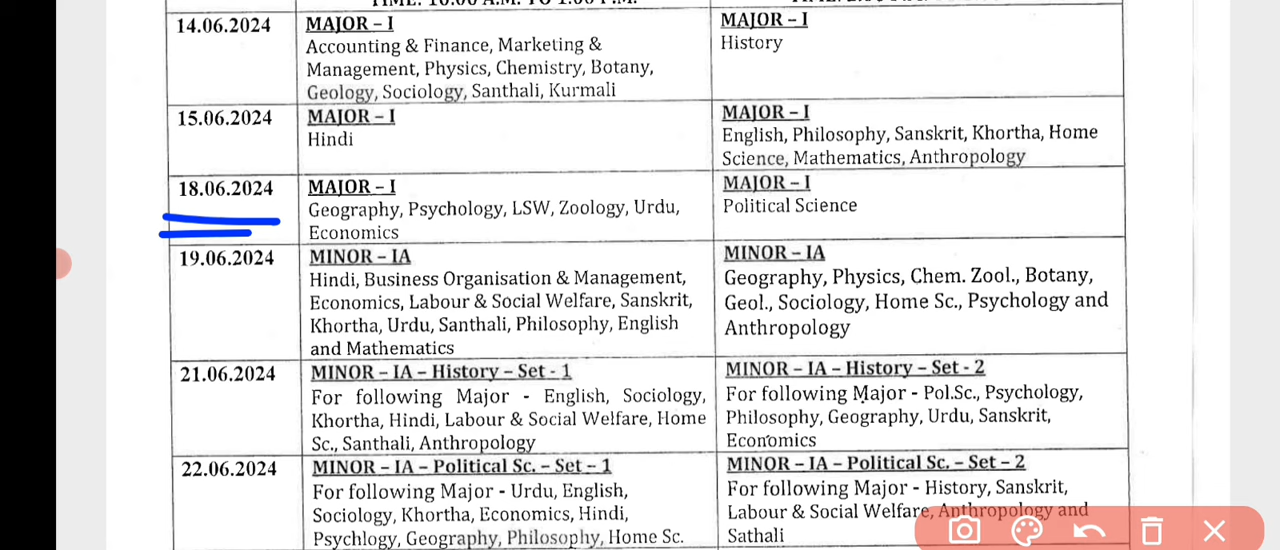 TIME: 10.00 A.M. TO 1.00 P.M.
14.06.2024
MAJOR – I
Accounting & Finance, Marketing &
Management, Physics, Chemistry, Botany,
Geology, Sociology, Santhali, Kurmali
MAJOR – I
History
15.06.2024
MAJOR – I
Hindi
MAJOR – I
English, Philosophy, Sanskrit, Khortha, Home
Science, Mathematics, Anthropology
18.06.2024
MAJOR – I
Geography, Psychology, LSW, Zoology, Urdu,
Economics
MAJOR – I
Political Science
19.06.2024
MINOR – IA
Hindi, Business Organisation & Management,
Economics, Labour & Social Welfare, Sanskrit,
Khortha, Urdu, Santhali, Philosophy, English
and Mathematics
MINOR – IA
Geography, Physics, Chem. Zool., Botany,
Geol., Sociology, Home Sc., Psychology and
Anthropology
21.06.2024
MINOR – IA – History – Set - 1
For following Major - English, Sociology,
Khortha, Hindi, Labour & Social Welfare, Home
Sc., Santhali, Anthropology
MINOR – IA – History – Set - 2
For following Major - Pol.Sc., Psychology,
Philosophy, Geography, Urdu, Sanskrit,
Economics
22.06.2024
MINOR – IA – Political Sc. – Set – 1
For following Major - Urdu, English,
Sociology, Khortha, Economics, Hindi,
Psychlogy, Geography, Philosophy, Home Sc.
MINOR – IA – Political Sc. – Set – 2
For following Major - History, Sanskrit,
Labour & Social Welfare, Anthropology and
Sathali